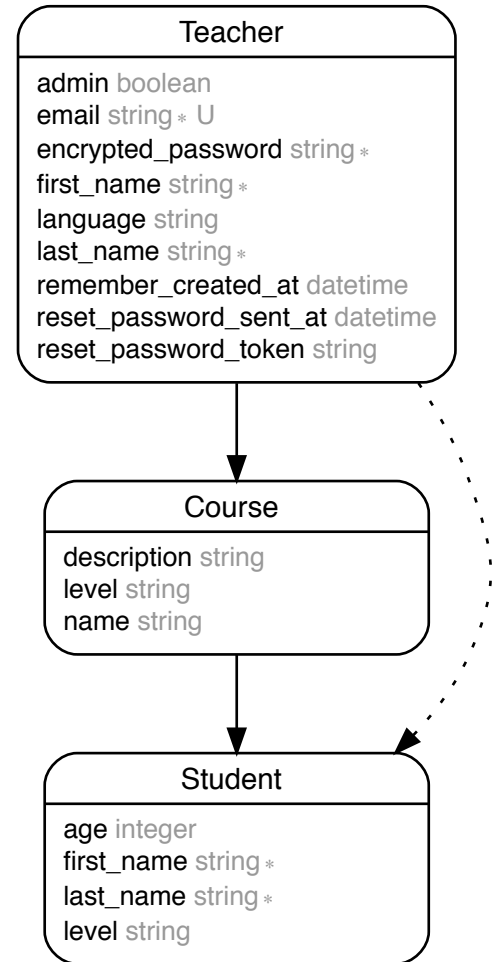 Teacher
admin boolean
email string * U
encrypted_password string *
first_name string *
language string
last_name string *
remember_created_at datetime
reset_password_sent_at datetime
reset_password_token string
Course
description string
level string
name string
Student
age integer
first_name string *
last_name string *
level string